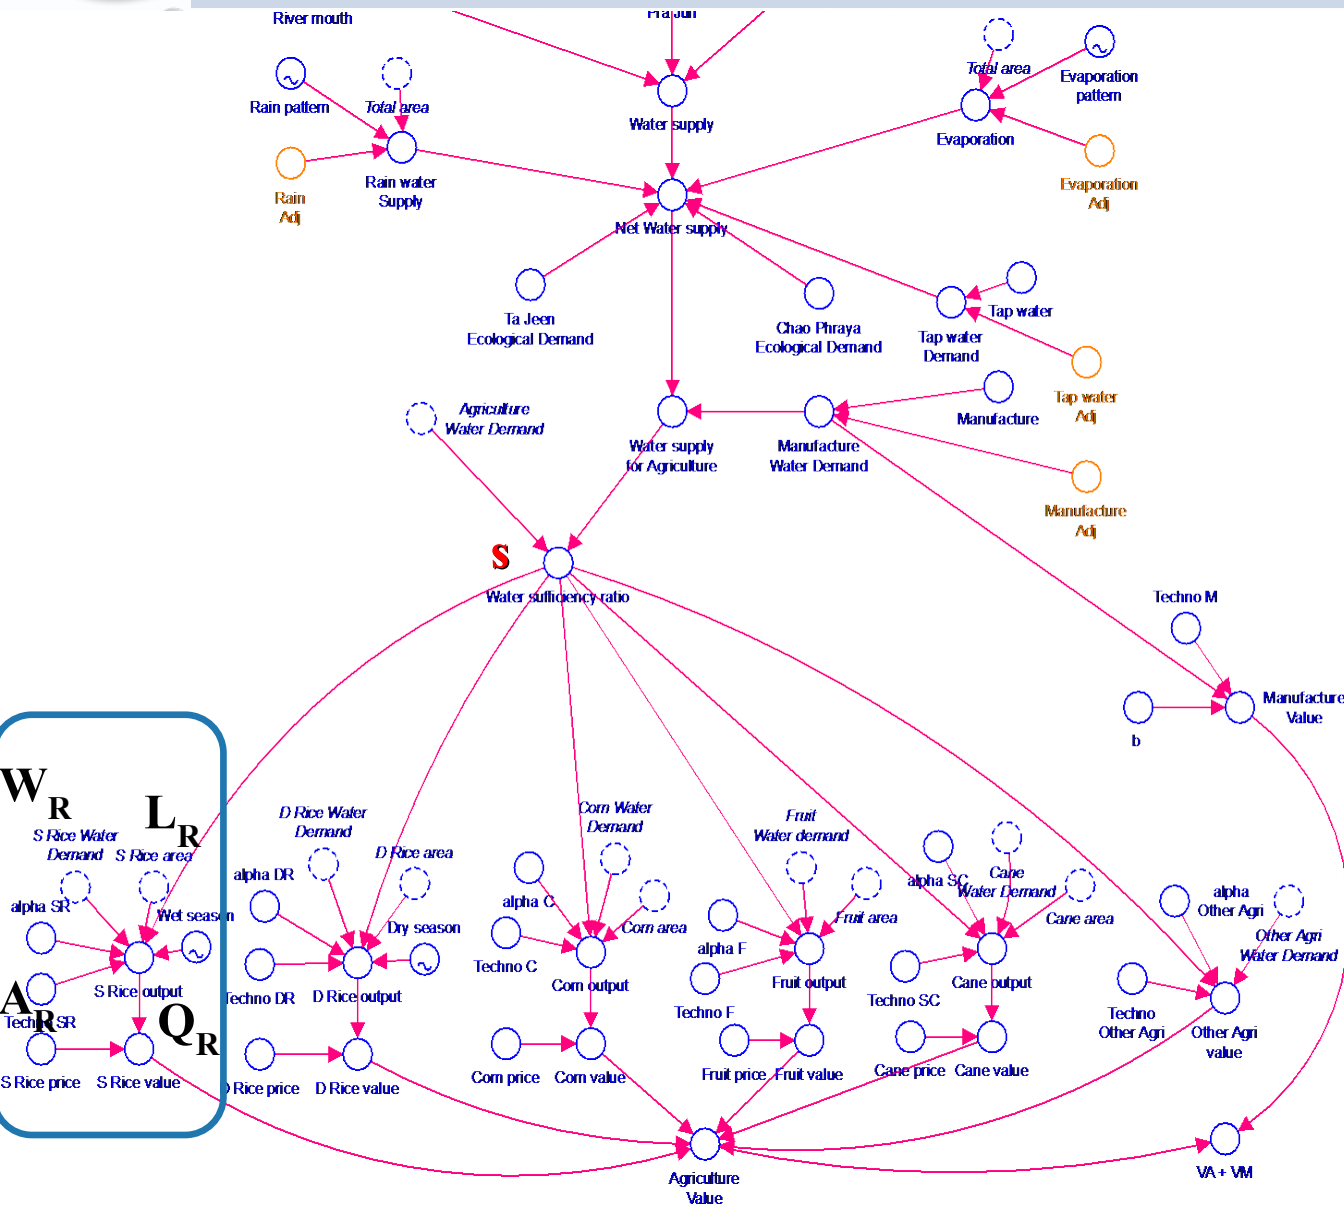 River mouth
Pra Jun
Rain pattern
Total area
Water supply
Total area
Evaporation
pattern
Evaporation
Rain
Adj
Rain water
Supply
Evaporation
Adj
Net Water supply
Ta Jeen
Ecological Demand
Chao Phraya
Ecological Demand
Tap water
Tap water
Demand
Tap water
Adj
Agriculture
Water Demand
Manufacture
Water supply
for Agriculture
Manufacture
Water Demand
Manufacture
Adj
S
Water sufficiency ratio
Techno M
Manufacture
Value
b
W R
L R
S Rice Water
Demand
S Rice area
alpha SR
Wet season
S Rice output
A R
Techno SR
Q R
S Rice price
S Rice value
D Rice Water
Demand
D Rice area
alpha DR
Dry season
Techno DR
D Rice output
D Rice price
D Rice value
Corn Water
Demand
alpha C
Corn area
Techno C
Corn output
Corn price
Corn value
Fruit
Water demand
Fruit area
alpha F
Fruit output
Techno F
Fruit price
Fruit value
alpha SC
Cane
Water Demand
Cane area
Techno SC
Cane output
Cane price
Cane value
alpha
Other Agri
Other Agri
Water Demand
Techno
Other Agri
Other Agri
value
Agriculture
Value
VA + VM